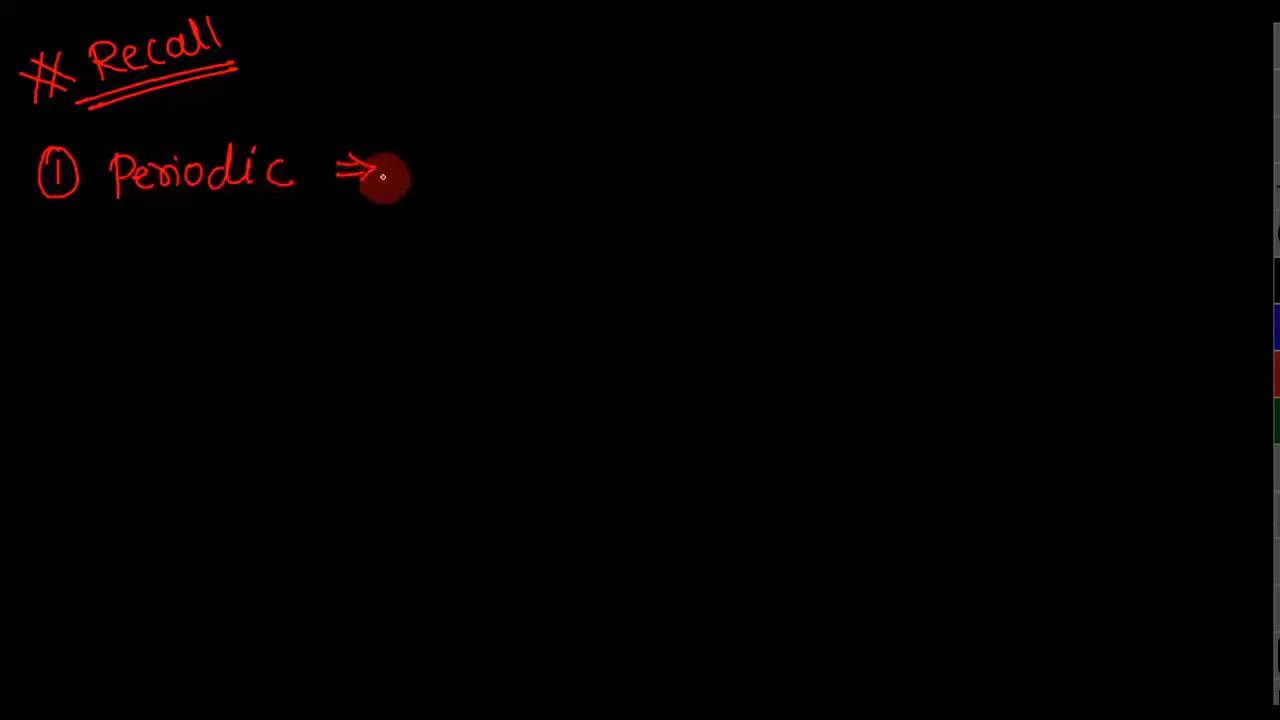 # Recall
① Periodic ⇒